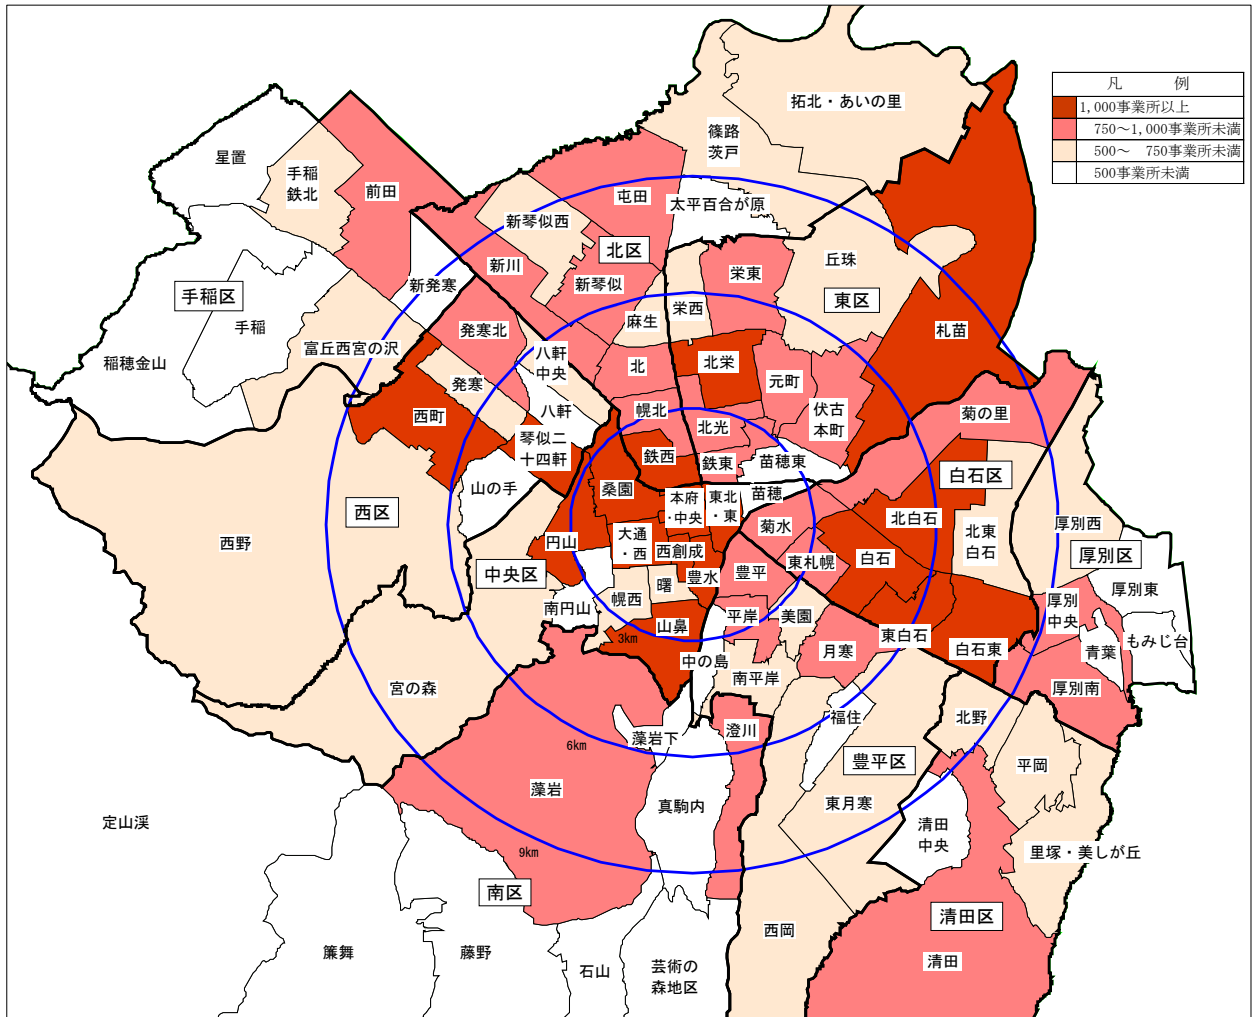 凡　例
1,000事業所以上
750～1,000事業所未満
500～　750事業所未満
500事業所未満
拓北・あいの里
篠路
茨戸
星置
手稲
鉄北
前田
屯田
太平百合が原
新琴似西
北区
新川
新琴似
栄東
丘珠
東区
手稲区
新発寒
手稲
稲穂金山
富丘西宮の沢
麻生
栄西
札苗
発寒北
八軒
中央
発寒
北
北栄
元町
伏古
本町
菊の里
西町
八軒
琴似二
十四軒
幌北
北光
鉄西
鉄東
苗穂東
山の手
桑園
苗穂
白石区
本府
・中央
東北
・東
西区
西野
円山
大通
・西
西創成
菊水
北白石
北東
白石
厚別西
厚別区
中央区
曙
豊水
豊平
東札幌
白石
厚別東
南円山
幌西
山鼻
平岸
美園
月寒
東白石
白石東
厚別
中央
青葉
もみじ台
3km
中の島
南平岸
厚別南
宮の森
福住
北野
藻岩下
澄川
6km
豊平区
平岡
藻岩
真駒内
東月寒
定山渓
清田
中央
里塚・美しが丘
9km
南区
清田区
西岡
簾舞
藤野
石山
芸術の
森地区
清田